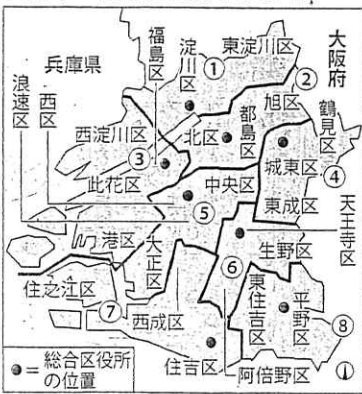 兵庫県
大阪府
福島区
淀川区
①
東淀川区
②
旭区
鶴見区
浪速区
西区
西淀川区
北区
都島区
③
此花区
城東区
④
中央区
東成区
天王寺区
⑤
港区
大正区
生野区
⑥
住之江区
⑦
西成区
東住吉区
平野区
⑧
住吉区
阿倍野区
●＝総合区役所
の位置